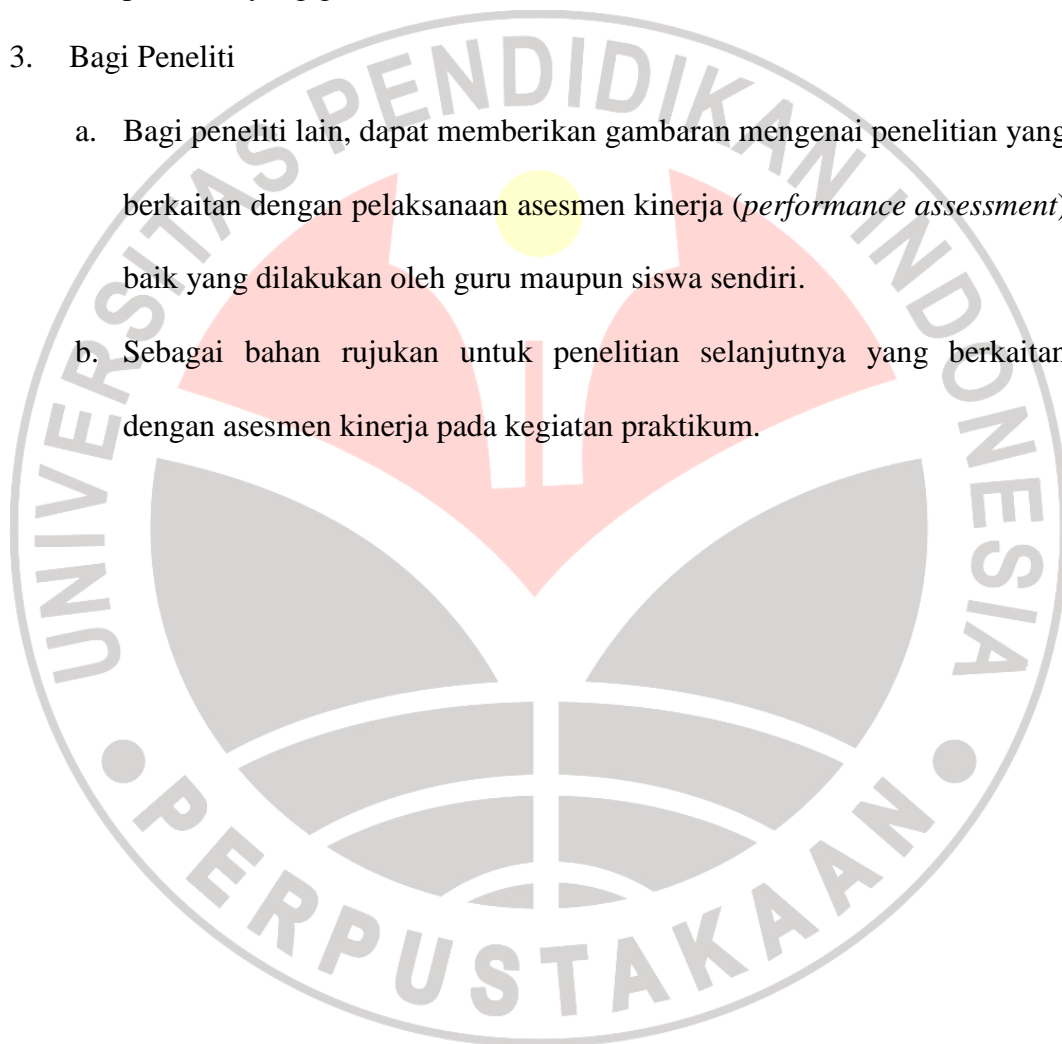 3. Bagi Peneliti
a. Bagi peneliti lain, dapat memberikan gambaran mengenai penelitian yang
berkaitan dengan pelaksanaan asesmen kinerja (performance assessment)
baik yang dilakukan oleh guru maupun siswa sendiri.
b. Sebagai bahan rujukan untuk penelitian selanjutnya yang berkaitan
dengan asesmen kinerja pada kegiatan praktikum.
UNIVERSITAS PENDIDIKAN INDONESIA
PERPUSTAKAAN